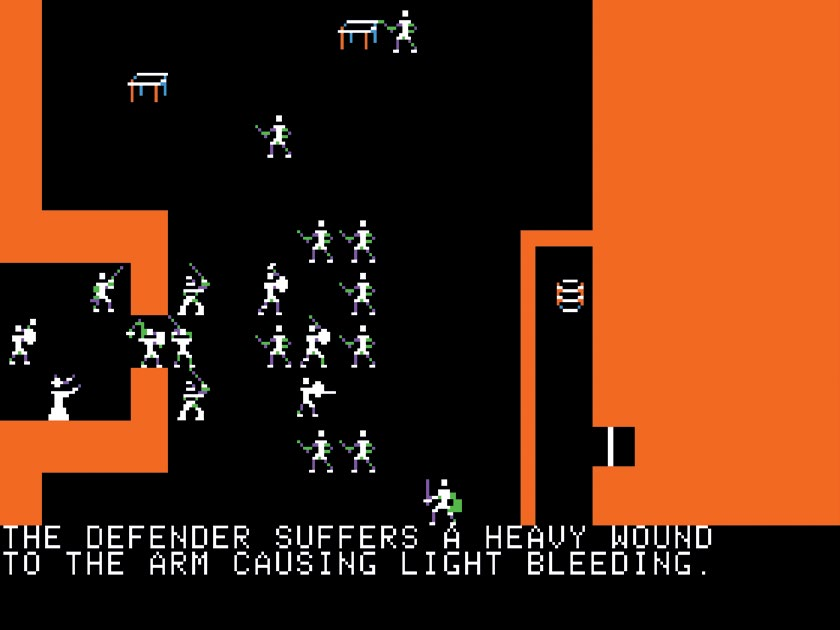 THE DEFENDER SUFFERS A HEAVY WOUND
TO THE ARM CAUSING LIGHT BLEEDING.